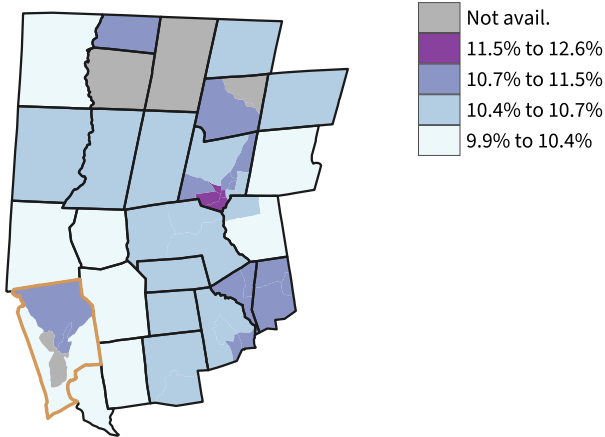 Not avail.
11.5% to 12.6%
10.7% to 11.5%
10.4% to 10.7%
9.9% to 10.4%